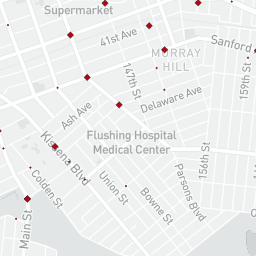 Supermarket
41st Ave
MURRAY
HILL
Sanford
147th St
159th St
Delaware Ave
Ash Ave
Flushing Hospital
Medical Center
Kissena Blvd
156th St
Colden St
Union St
Bowne St
Parsons Blvd
Main St